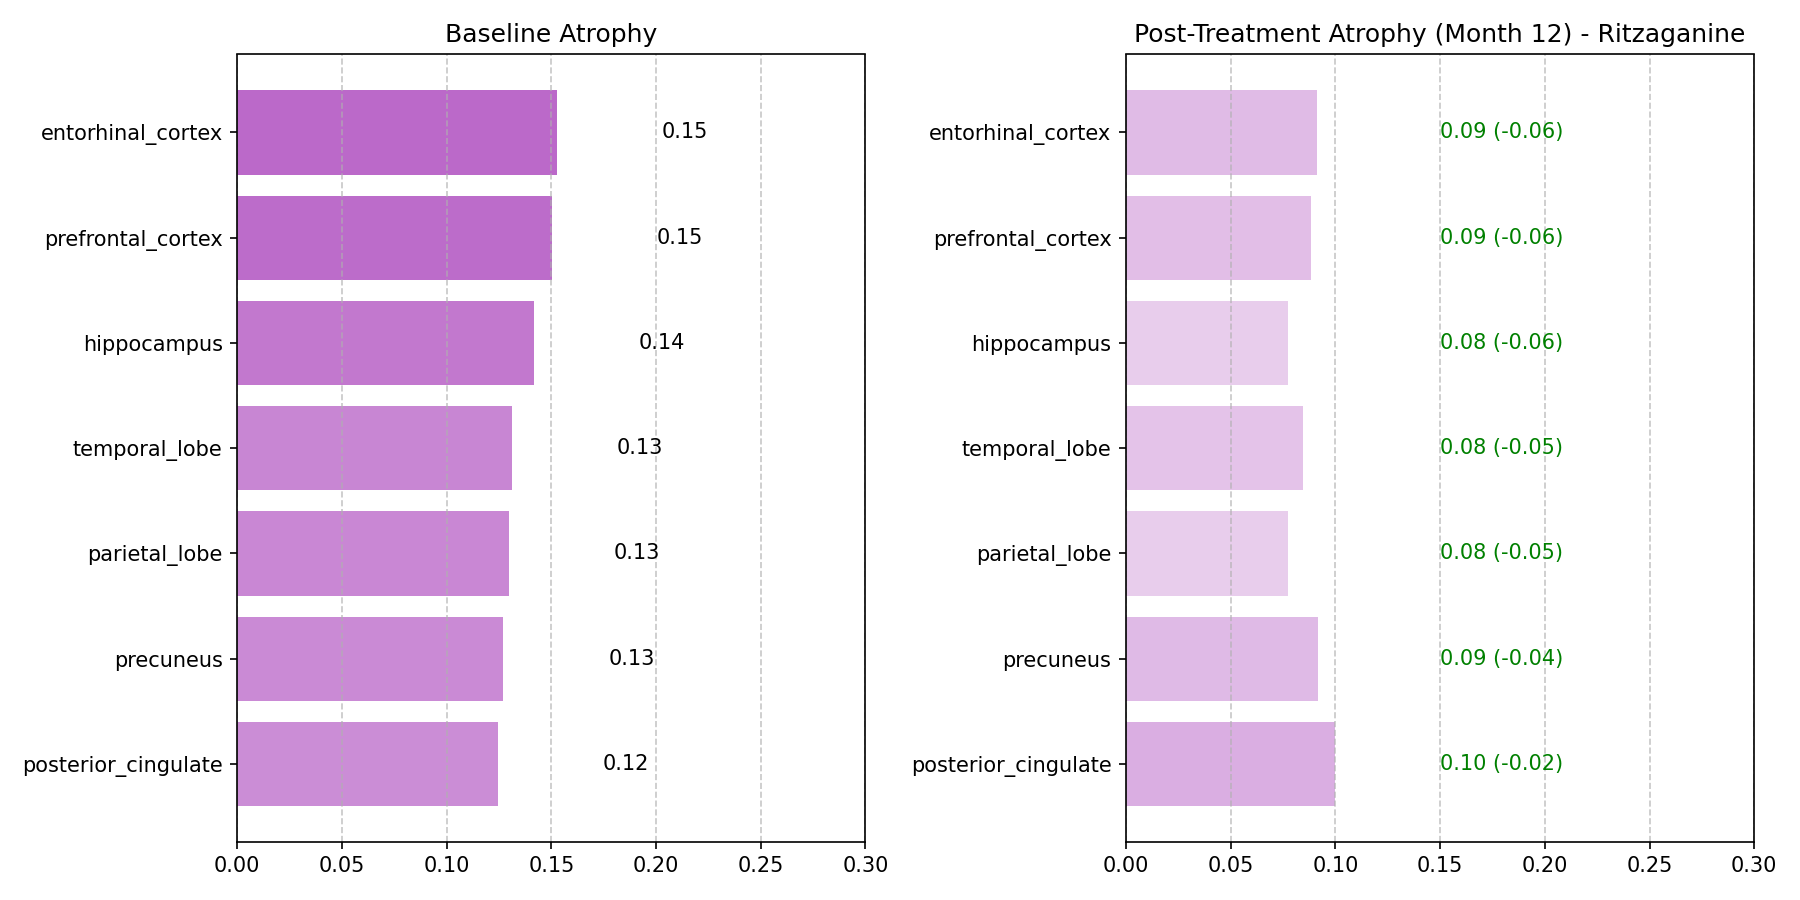 Baseline Atrophy
entorhinal_cortex
0.15
prefrontal_cortex
0.15
hippocampus
0.14
temporal_lobe
0.13
parietal_lobe
0.13
precuneus
0.13
posterior_cingulate
0.12
0.00 0.05 0.10 0.15 0.20 0.25 0.30
Post-Treatment Atrophy (Month 12) - Ritzaganine
entorhinal_cortex
0.09 (-0.06)
prefrontal_cortex
0.09 (-0.06)
hippocampus
0.08 (-0.06)
temporal_lobe
0.08 (-0.05)
parietal_lobe
0.08 (-0.05)
precuneus
0.09 (-0.04)
posterior_cingulate
0.10 (-0.02)
0.00 0.05 0.10 0.15 0.20 0.25 0.30